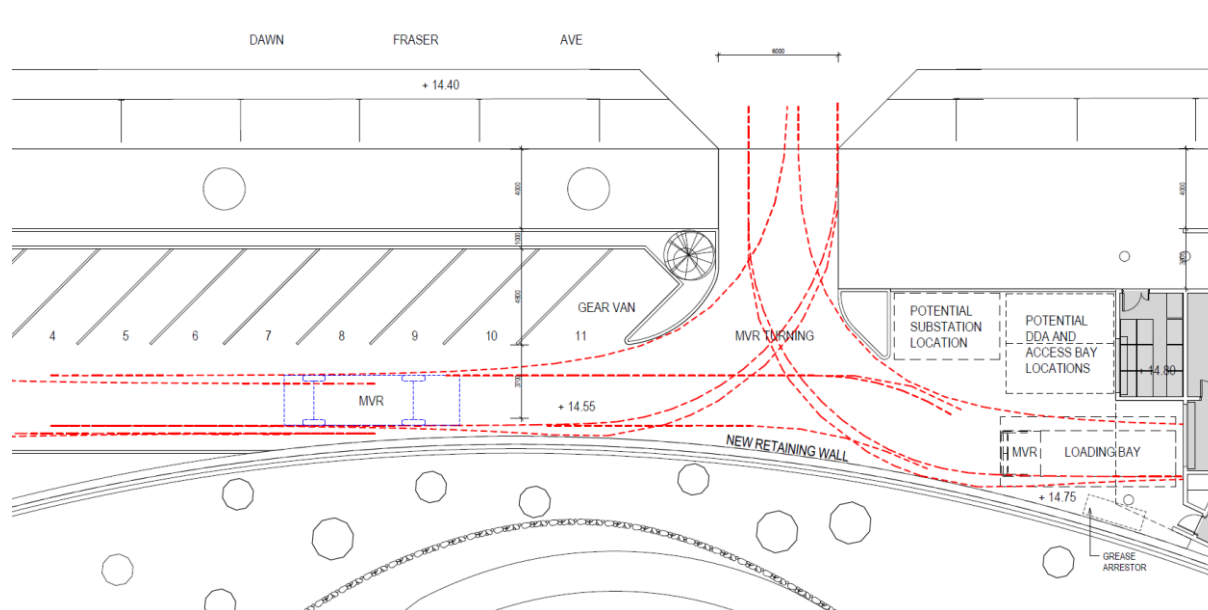 DAWN FRASER AVE
6000
+ 14.40
4000
4000
1000
4800
GEAR VAN
4 5 6 7 8 9 10 11
MVR TURNING
POTENTIAL
SUBSTATION
LOCATION
POTENTIAL
DDA AND
ACCESS BAY
LOCATIONS
+ 14.80
MVR
+ 14.55
NEW RETAINING WALL
MVR
LOADING BAY
+ 14.75
GREASE
ARRESTOR